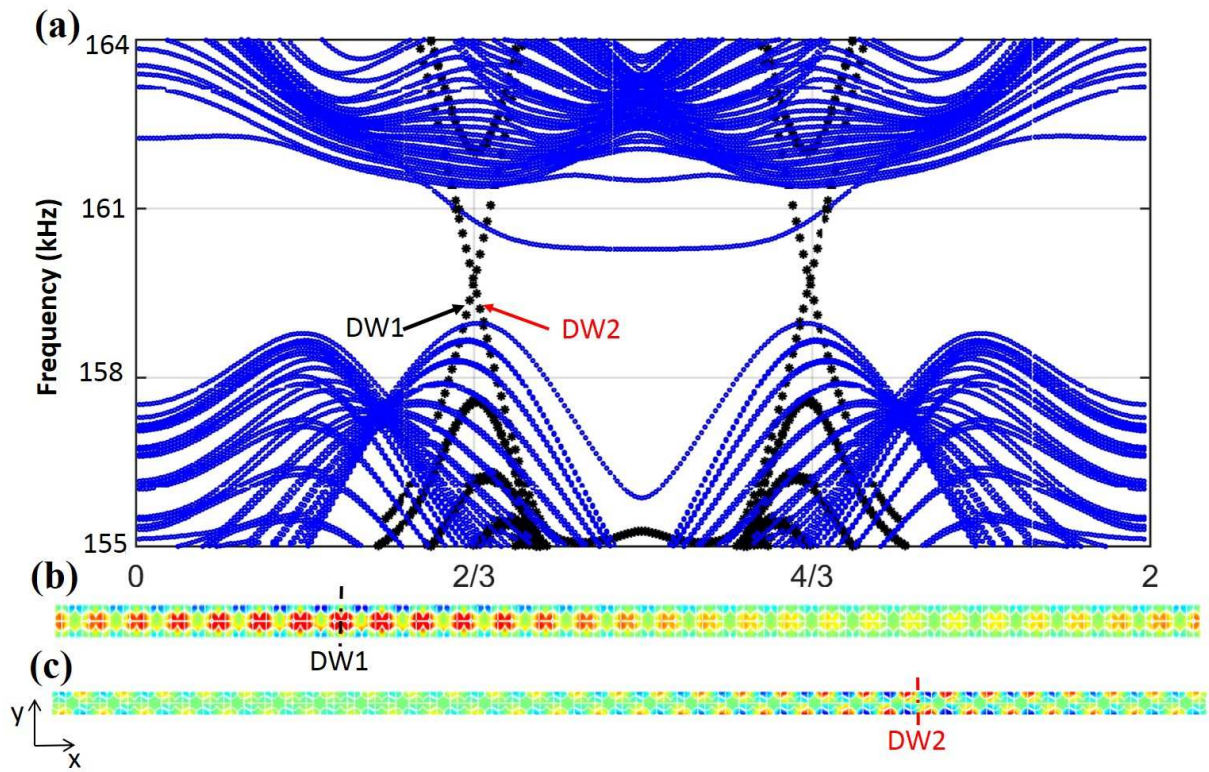 (a)
164
161
158
155
Frequency (kHz)
DW1
DW2
0 2/3 4/3 2
(b)
DW1
(c)
y
x
DW2